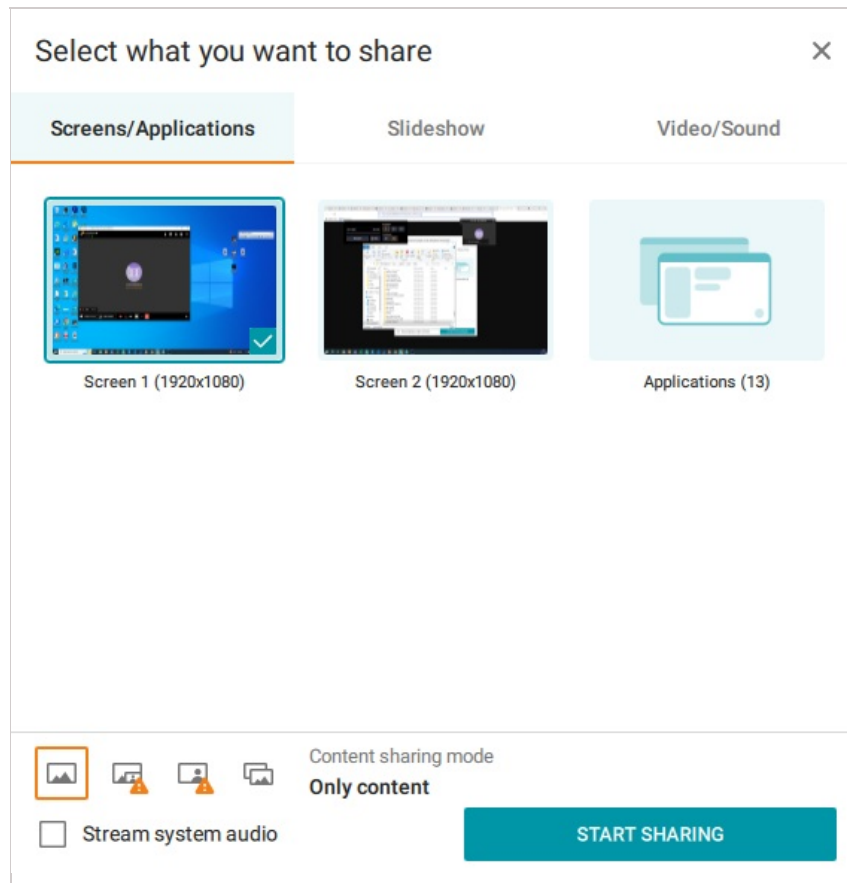 Select what you want to share
Screens/Applications
Slideshow
Video/Sound
Screen 1 (1920x1080)
Screen 2 (1920x1080)
Applications (13)
Content sharing mode
Only content
Stream system audio
START SHARING